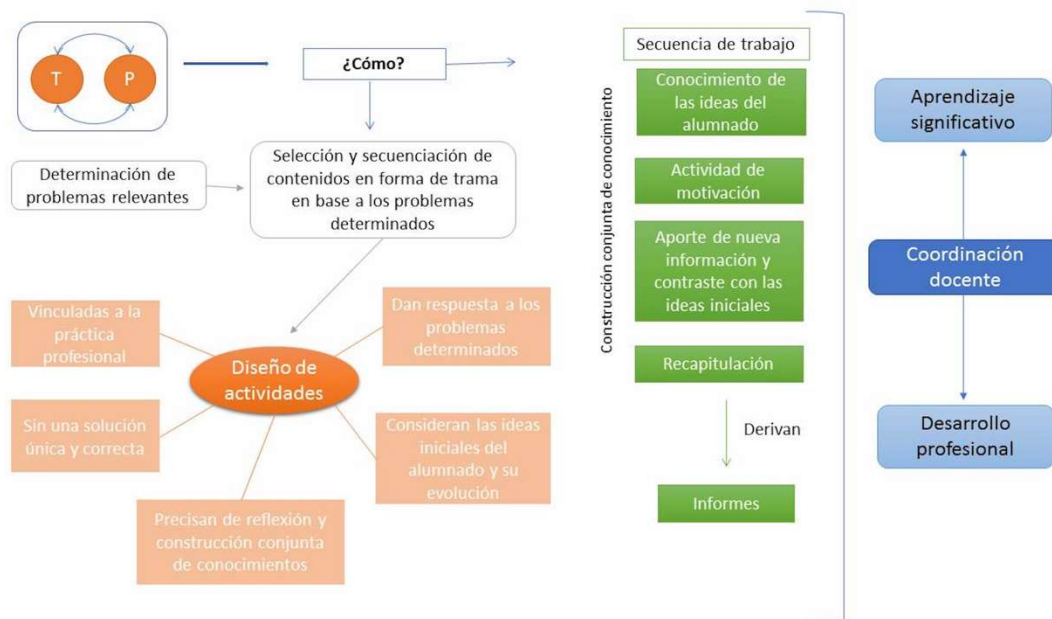 T
P
¿Cómo?
Determinación de
problemas relevantes
Selección y secuenciación de
contenidos en forma de trama
en base a los problemas
determinados
Vinculadas a la
práctica
profesional
Dan respuesta a los
problemas
determinados
Diseño de
actividades
Sin una solución
única y correcta
Consideran las ideas
iniciales del
alumnado y su
evolución
Precisan de reflexión y
construcción conjunta
de conocimientos
Construcción conjunta de conocimiento
Secuencia de trabajo
Conocimiento de
las ideas del
alumnado
Actividad de
motivación
Aporte de nueva
información y
contraste con las
ideas iniciales
Recapitulación
Derivan
Informes
Aprendizaje
significativo
Coordinación
docente
Desarrollo
profesional